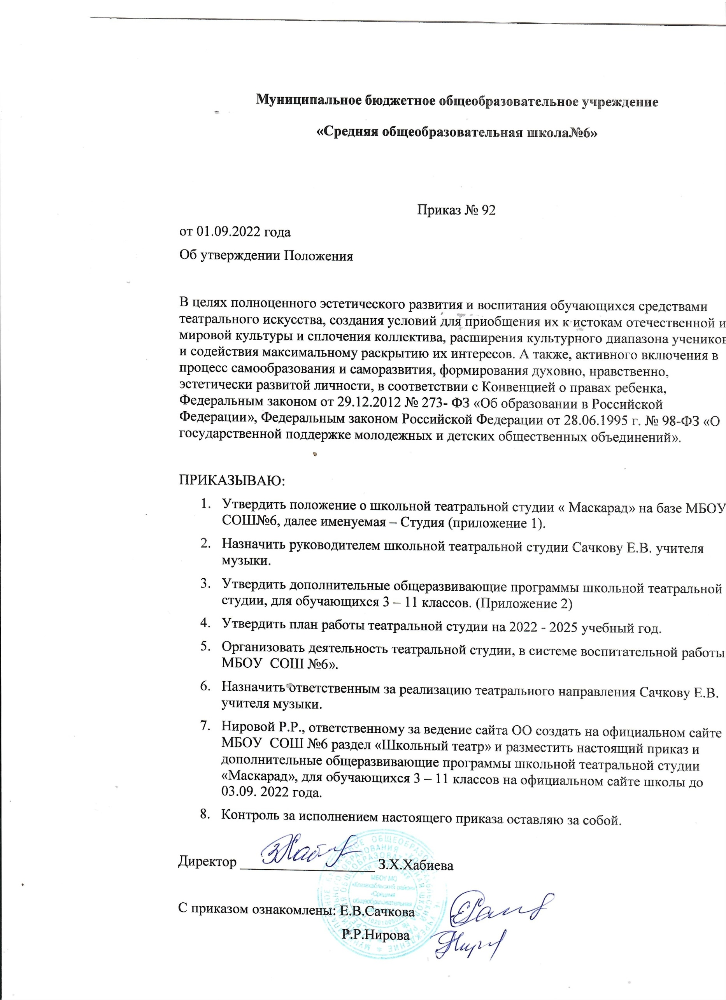 Муниципальное бюджетное общеобразовательное учреждение
«Средняя общеобразовательная школа№6»
Приказ № 92
от 01.09.2022 года
Об утверждении Положения
В целях полноценного эстетического развития и воспитания обучающихся средствами
театрального искусства, создания условий для приобщения их к истокам отечественной и
мировой культуры и сплочения коллектива, расширения культурного диапазона учеников
и содействия максимальному раскрытию их интересов. А также, активного включения в
процесс самообразования и саморазвития, формирования духовно, нравственно,
эстетически развитой личности, в соответствии с Конвенцией о правах ребенка,
Федеральным законом от 29.12.2012 № 273- ФЗ «Об образовании в Российской
Федерации», Федеральным законом Российской Федерации от 28.06.1995 г. № 98-ФЗ «О
государственной поддержке молодежных и детских общественных объединений».
ПРИКАЗЫВАЮ:
1. Утвердить положение о школьной театральной студии « Маскарад» на базе МБОУ
СОШ№6, далее именуемая – Студия (приложение 1).
2. Назначить руководителем школьной театральной студии Сачкову Е.В. учителя
музыки.
3. Утвердить дополнительные общеразвивающие программы школьной театральной
студии, для обучающихся 3 – 11 классов. (Приложение 2)
4. Утвердить план работы театральной студии на 2022 - 2025 учебный год.
5. Организовать деятельность театральной студии, в системе воспитательной работы
МБОУ  СОШ №6».
6. Назначить ответственным за реализацию театрального направления Сачкову Е.В.
учителя музыки.
7. Нировой Р.Р., ответственному за ведение сайта ОО создать на официальном сайте
МБОУ  СОШ №6 раздел «Школьный театр» и разместить настоящий приказ и
дополнительные общеразвивающие программы школьной театральной студии
«Маскарад», для обучающихся 3 – 11 классов на официальном сайте школы до
03.09. 2022 года.
8. Контроль за исполнением настоящего приказа оставляю за собой.
Директор ___________________ З.Х.Хабиева
МБОУ МО
«Средняя
общеобразовательная
С приказом ознакомлены: Е.В.Сачкова
Р.Р.Нирова